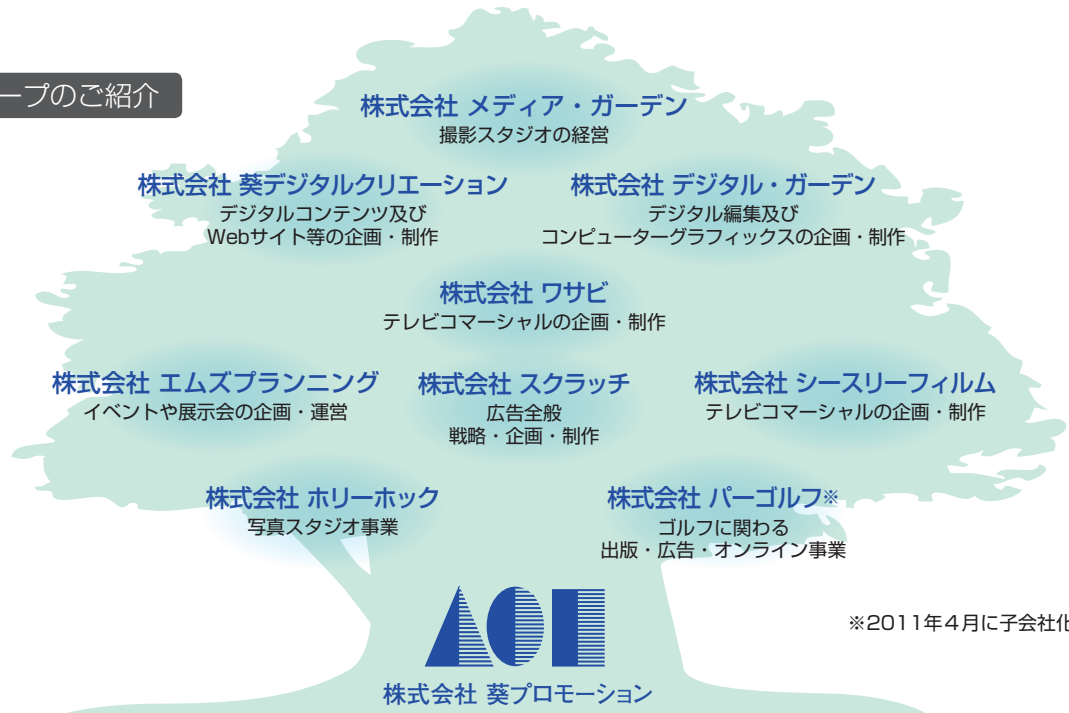 ープのご紹介
株式会社 メディア・ガーデン
撮影スタジオの経営
株式会社 葵デジタルクリエーション
デジタルコンテンツ及び
Webサイト等の企画・制作
株式会社 デジタル・ガーデン
デジタル編集及び
コンピューターグラフィックスの企画・制作
株式会社 ワサビ
テレビコマーシャルの企画・制作
株式会社 エムズプランニング
イベントや展示会の企画・運営
株式会社 スクラッチ
広告全般
戦略・企画・制作
株式会社 シースリーフィルム
テレビコマーシャルの企画・制作
株式会社 ホリーホック
写真スタジオ事業
株式会社 パーゴルフ※
ゴルフに関わる
出版・広告・オンライン事業
※2011年4月に子会社化
AOI
株式会社 葵プロモーション